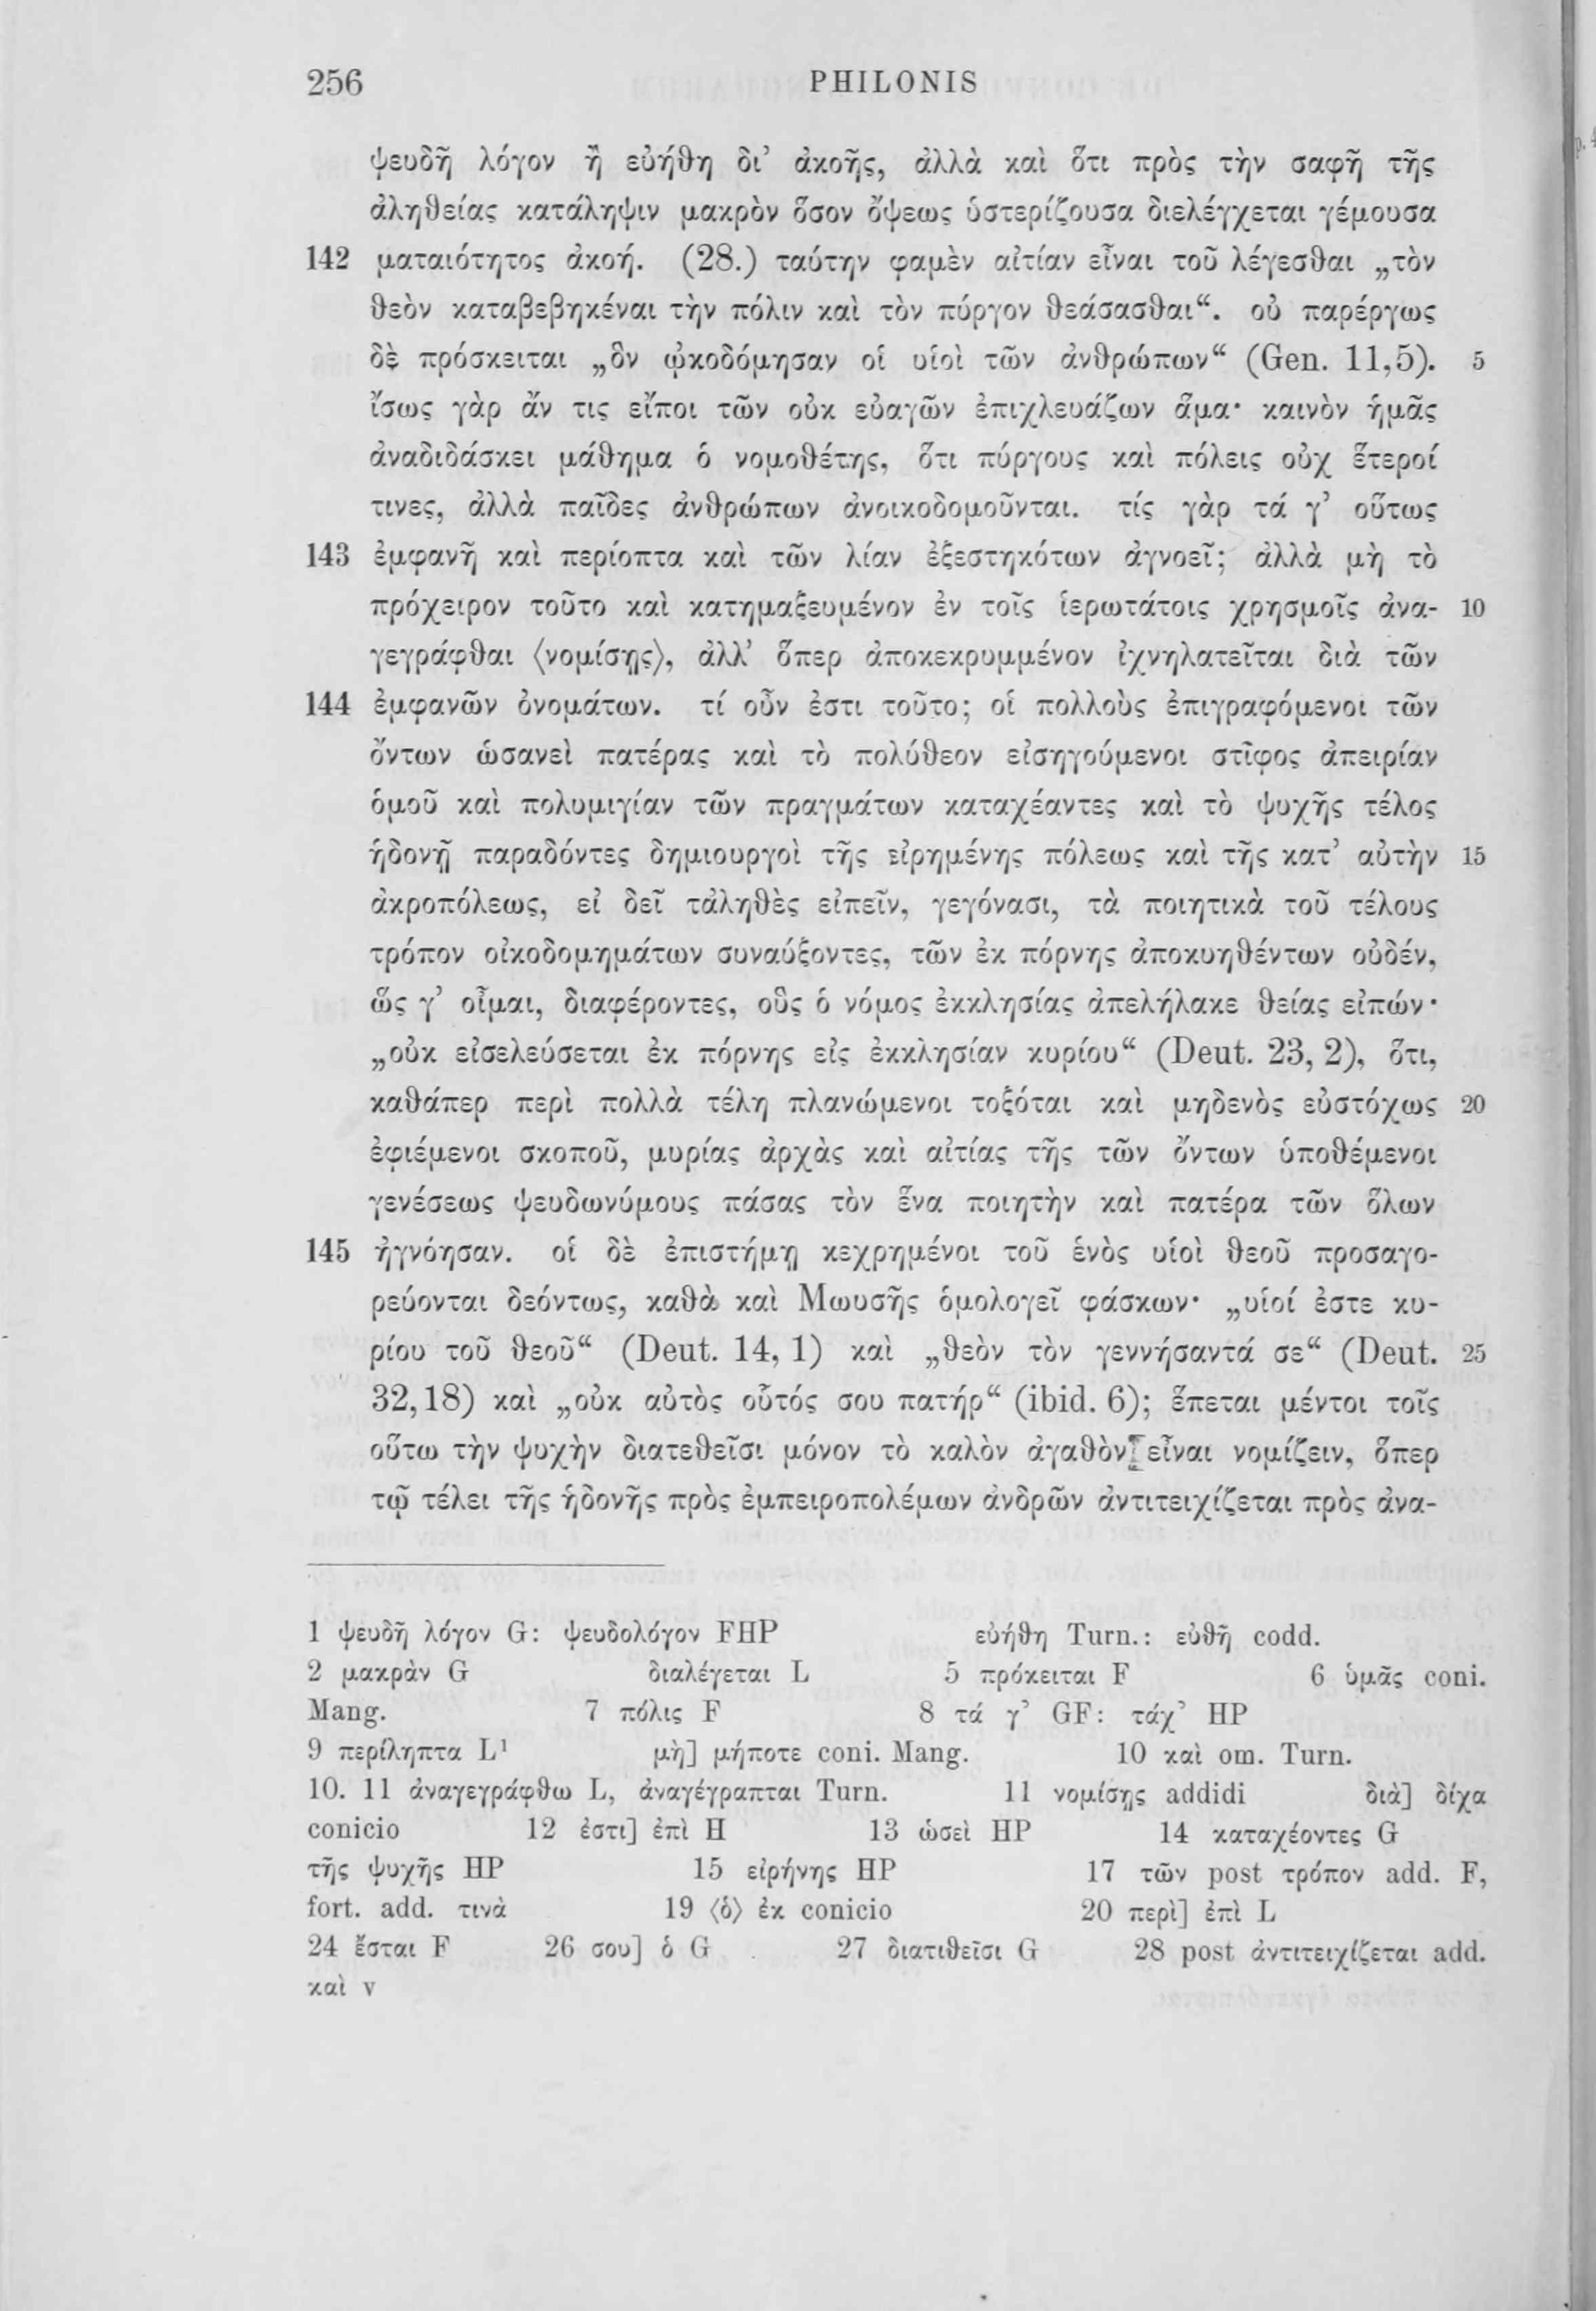 256 PHILONIS
ψευδῆ λόγον ἢ εὐήθη δι’ ἀκοῆς, ἀλλὰ καὶ ὅτι πρὸς τὴν σαφῆ τῆς
ἀληθείας κατάληψιν μακρὸν ὅσον ὄψεως ὑστερίζουσα διελέγχεται γέμουσα
142 ματαιότητος ἀκοή. (28.) ταύτην φαμὲν αἰτίαν εἶναι τοῦ λέγεσθαι „τὸν
θεὸν καταβεβηκέναι τὴν πόλιν καὶ τὸν πύργον θεάσασθαι“. οὐ παρέργως
δὲ πρόσκειται „ὃν ᾠκοδόμησαν οἱ υἱοὶ τῶν ἀνθρώπων“ (Gen. 11,5). 5
ἴσως γὰρ ἄν τις εἴποι τῶν οὐκ εὐαγῶν ἐπιχλευάζων ἅμα· καινὸν ἡμᾶς
ἀναδιδάσκει μάθημα ὁ νομοθέτης, ὅτι πύργους καὶ πόλεις οὐχ ἕτεροί
τινες, ἀλλὰ παῖδες ἀνθρώπων ἀνοικοδομοῦνται. τίς γὰρ τά γ’ οὕτως
143 ἐμφανῆ καὶ περίοπτα καὶ τῶν λίαν ἐξεστηκότων ἀγνοεῖ; ἀλλὰ μὴ τὸ
πρόχειρον τοῦτο καὶ κατημαξευμένον ἐν τοῖς ἱερωτάτοις χρησμοῖς ἀνα- 10
γεγράφθαι ⟨νομίσῃς⟩, ἀλλ’ ὅπερ ἀποκεκρυμμένον ἰχνηλατεῖται διὰ τῶν
144 ἐμφανῶν ὀνομάτων. τί οὖν ἐστι τοῦτο; οἱ πολλοὺς ἐπιγραφόμενοι τῶν
ὄντων ὡσανεὶ πατέρας καὶ τὸ πολύθεον εἰσηγούμενοι στῖφος ἀπειρίαν
ὁμοῦ καὶ πολυμιγίαν τῶν πραγμάτων καταχέαντες καὶ τὸ ψυχῆς τέλος
ἡδονῇ παραδόντες δημιουργοὶ τῆς εἰρημένης πόλεως καὶ τῆς κατ’ αὐτὴν 15
ἀκροπόλεως, εἰ δεῖ τἀληθὲς εἰπεῖν, γεγόνασι, τὰ ποιητικὰ τοῦ τέλους
τρόπον οἰκοδομημάτων συναύξοντες, τῶν ἐκ πόρνης ἀποκυηθέντων οὐδέν,
ὥς γ’ οἶμαι, διαφέροντες, οὓς ὁ νόμος ἐκκλησίας ἀπελήλακε θείας εἰπών·
„οὐκ εἰσελεύσεται ἐκ πόρνης εἰς ἐκκλησίαν κυρίου“ (Deut. 23, 2), ὅτι,
καθάπερ περὶ πολλὰ τέλη πλανώμενοι τοξόται καὶ μηδενὸς εὐστόχως 20
ἐφιέμενοι σκοποῦ, μυρίας ἀρχὰς καὶ αἰτίας τῆς τῶν ὄντων ὑποθέμενοι
γενέσεως ψευδωνύμους πάσας τὸν ἕνα ποιητὴν καὶ πατέρα τῶν ὅλων
145 ἠγνόησαν. οἱ δὲ ἐπιστήμῃ κεχρημένοι τοῦ ἑνὸς υἱοὶ θεοῦ προσαγο-
ρεύονται δεόντως, καθὰ καὶ Μωυσῆς ὁμολογεῖ φάσκων· „υἱοί ἐστε κυ-
ρίου τοῦ θεοῦ“ (Deut. 14, 1) καὶ „θεὸν τὸν γεννήσαντά σε“ (Deut. 25
32,18) καὶ „οὐκ αὐτὸς οὗτός σου πατήρ“ (ibid. 6); ἕπεται μέντοι τοῖς
οὕτω τὴν ψυχὴν διατεθεῖσι μόνον τὸ καλὸν ἀγαθὸν εἶναι νομίζειν, ὅπερ
τῷ τέλει τῆς ἡδονῆς πρὸς ἐμπειροπολέμων ἀνδρῶν ἀντιτειχίζεται πρὸς ἀνα-
1 ψευδῆ λόγον G: ψευδολόγον FHP εὐήθη Turn.: εὐθῆ codd.
2 μακρὰν G διαλέγεται L 5 πρόκειται F 6 ὑμᾶς coni.
Mang. 7 πόλις F 8 τά γ’ GF: τάχ’ HP
9 περίληπτα L¹ μὴ] μήποτε coni. Mang. 10 καὶ om. Turn.
10. 11 ἀναγεγράφθω L, ἀναγέγραπται Turn. 11 νομίσῃς addidi διὰ] δίχα
conicio 12 ἐστι] ἐπὶ H 13 ὡσεὶ HP 14 καταχέοντες G
τῆς ψυχῆς HP 15 εἰρήνης HP 17 τῶν post τρόπον add. F,
fort. add. τινὰ 19 ⟨ὁ⟩ ἐκ conicio 20 περὶ] ἐπὶ L
24 ἔσται F 26 σου] ὁ G 27 διατιθεῖσι G 28 post ἀντιτειχίζεται add.
καὶ v